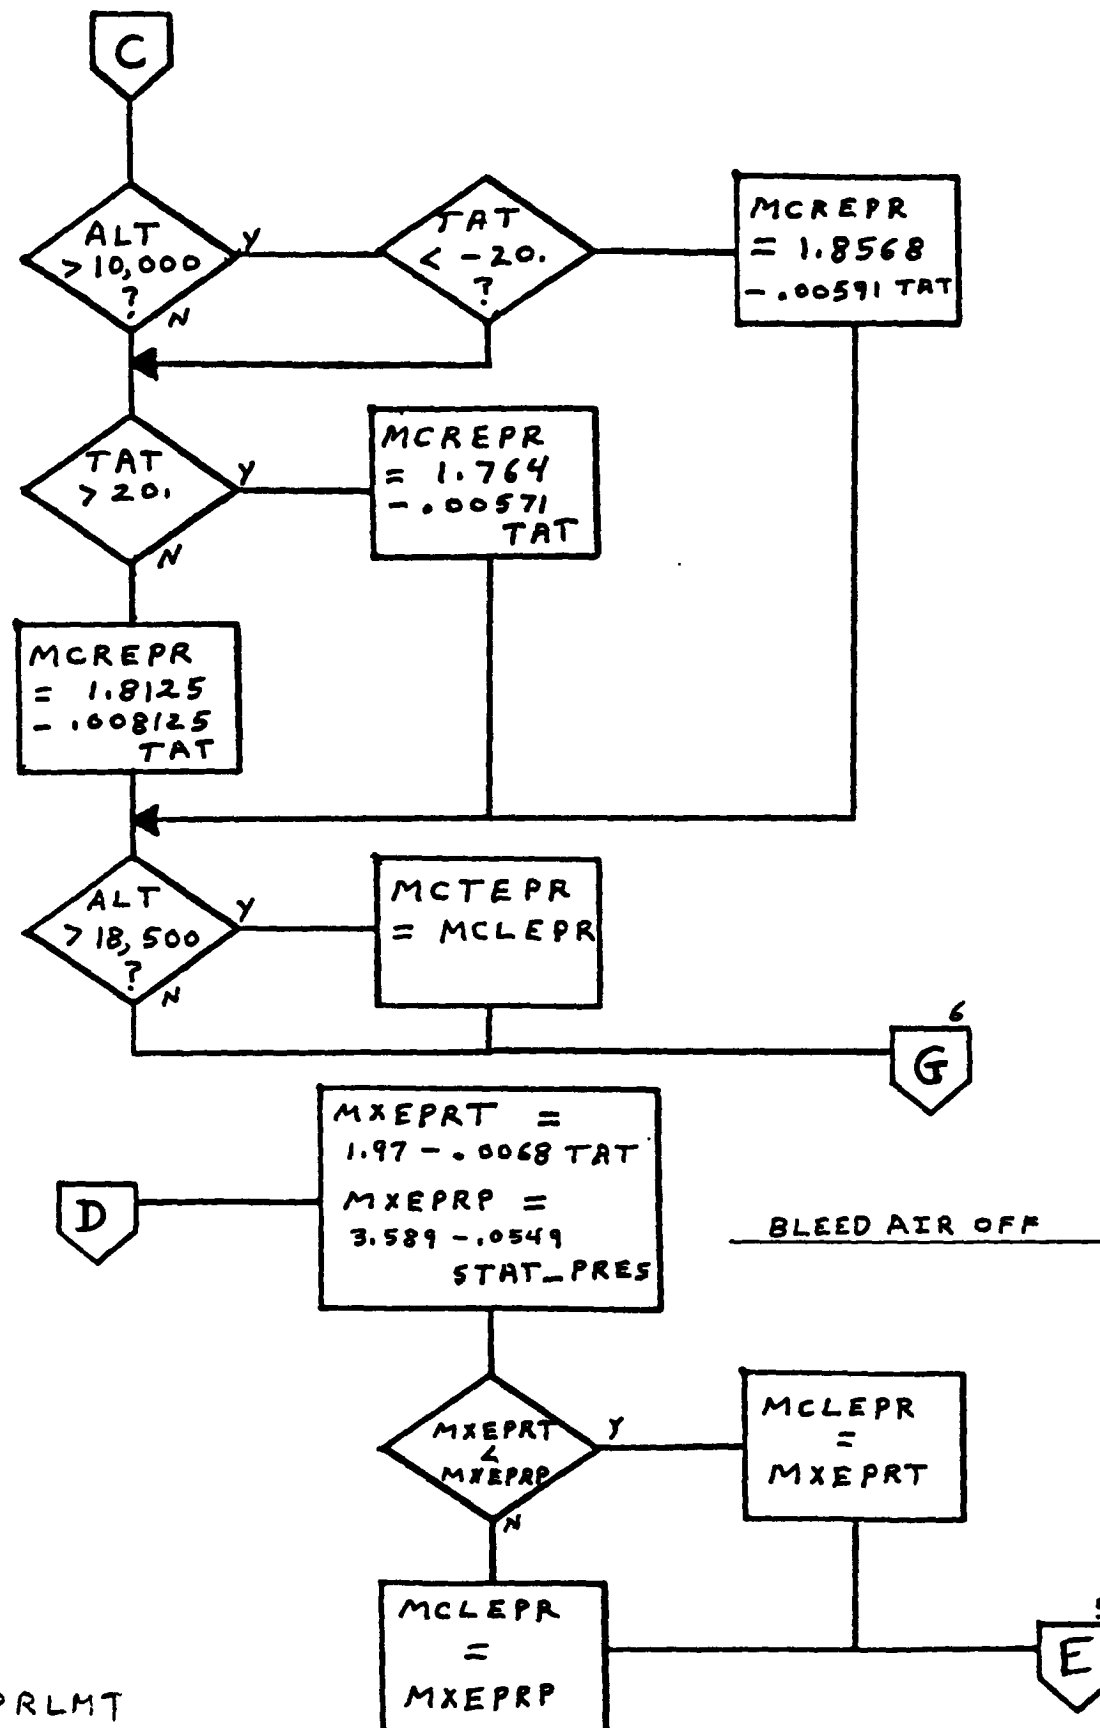 C
ALT
> 10,000
?
Y
N
TAT
< -20.
?
MCREPR
= 1.8568
- .00591 TAT
TAT
> 20.
Y
N
MCREPR
= 1.764
- .00571
TAT
MCREPR
= 1.8125
- .008125
TAT
ALT
> 18,500
?
Y
N
MCTEPR
= MCLEPR
6
G
D
MXEPRT =
1.97 - .0068 TAT
MXEPRP =
3.589 - .0549
STAT_PRES
BLEED AIR OFF
MXEPRT
<
MXEPRP
Y
N
MCLEPR
=
MXEPRT
MCLEPR
=
MXEPRP
E
PRLMT